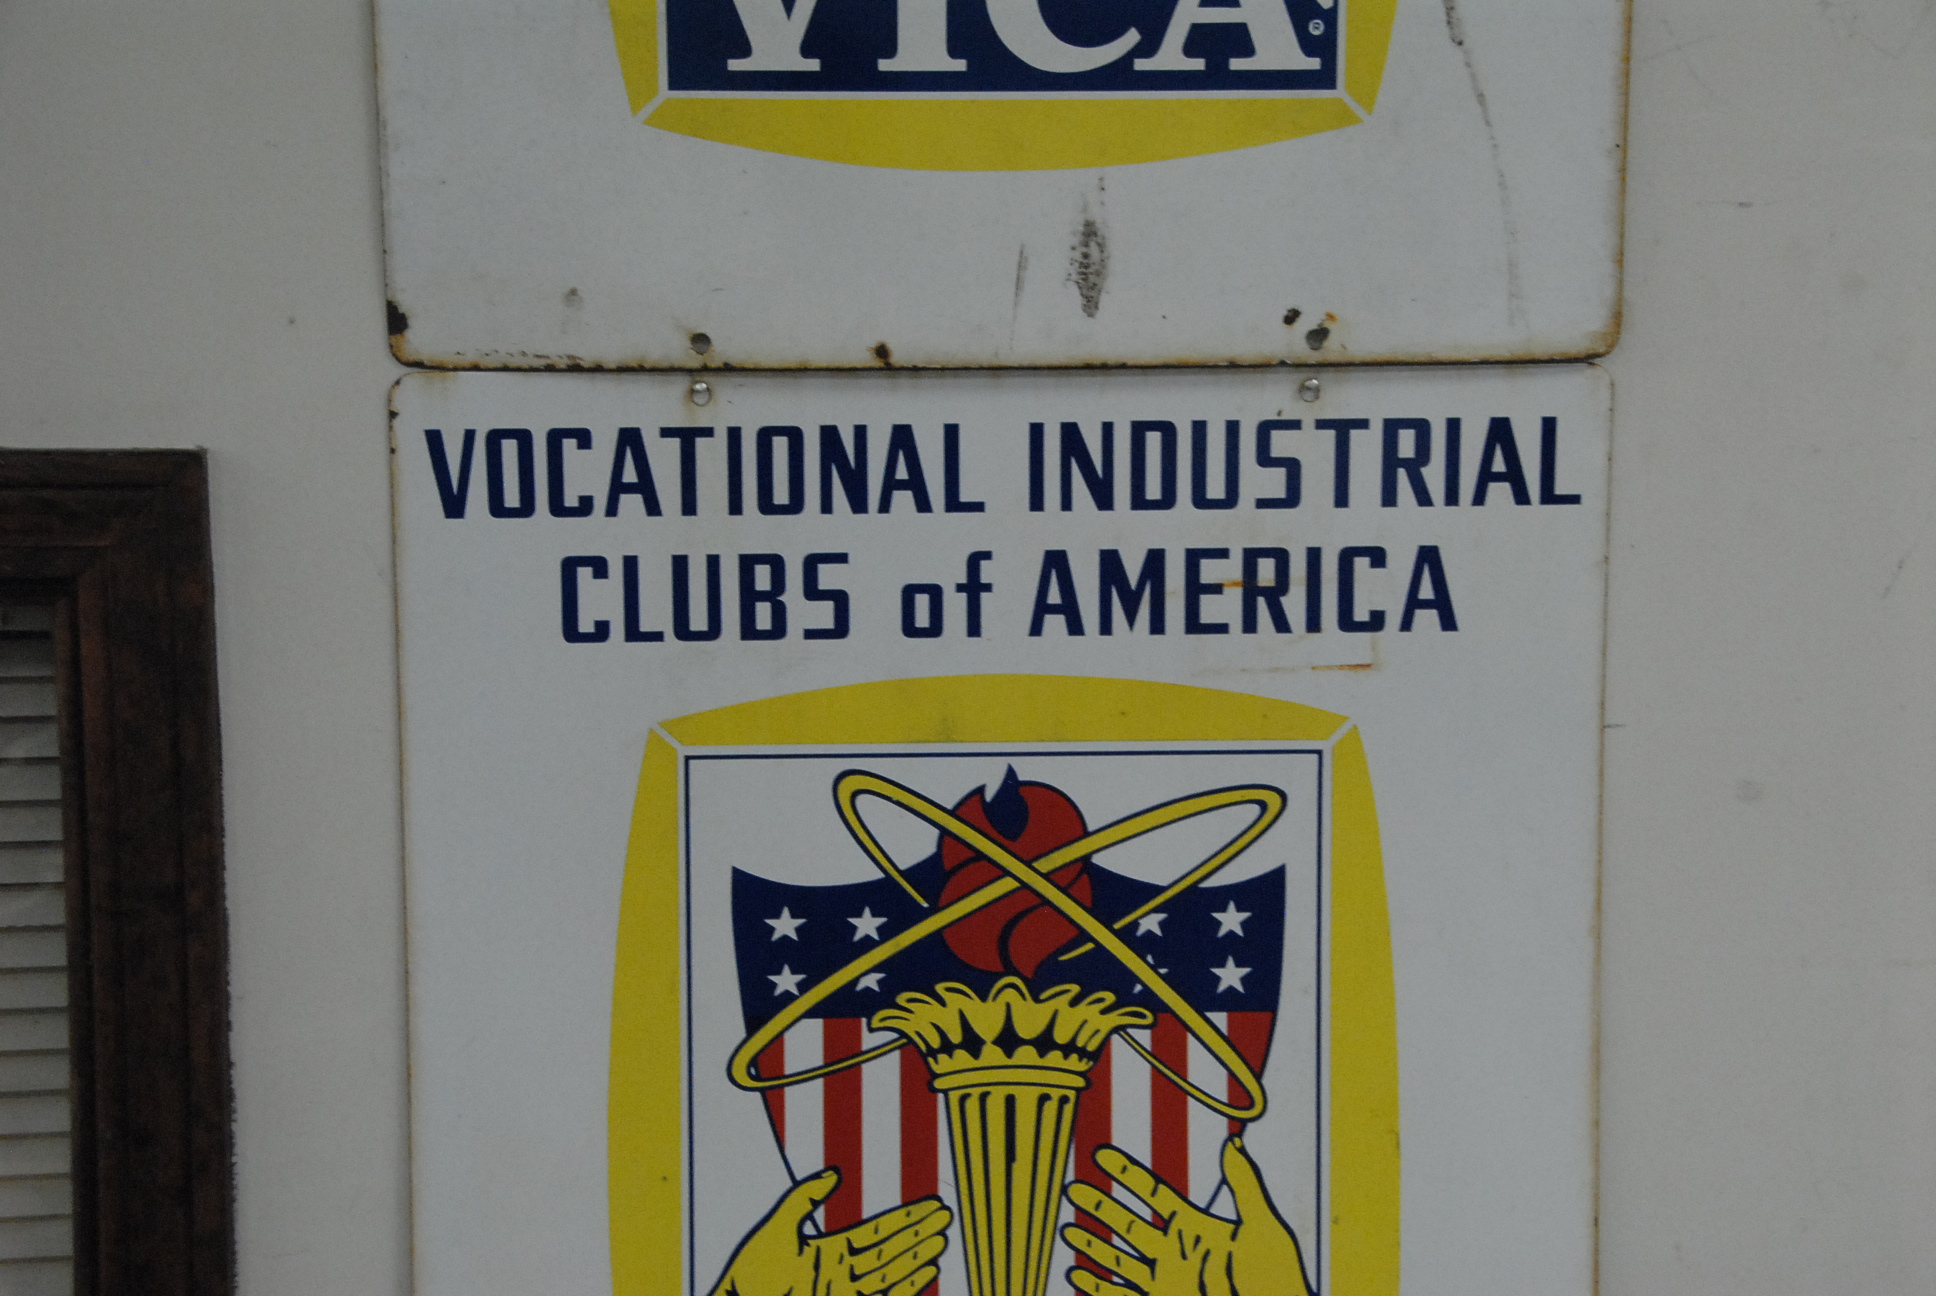 VICA®
VOCATIONAL INDUSTRIAL
CLUBS of AMERICA